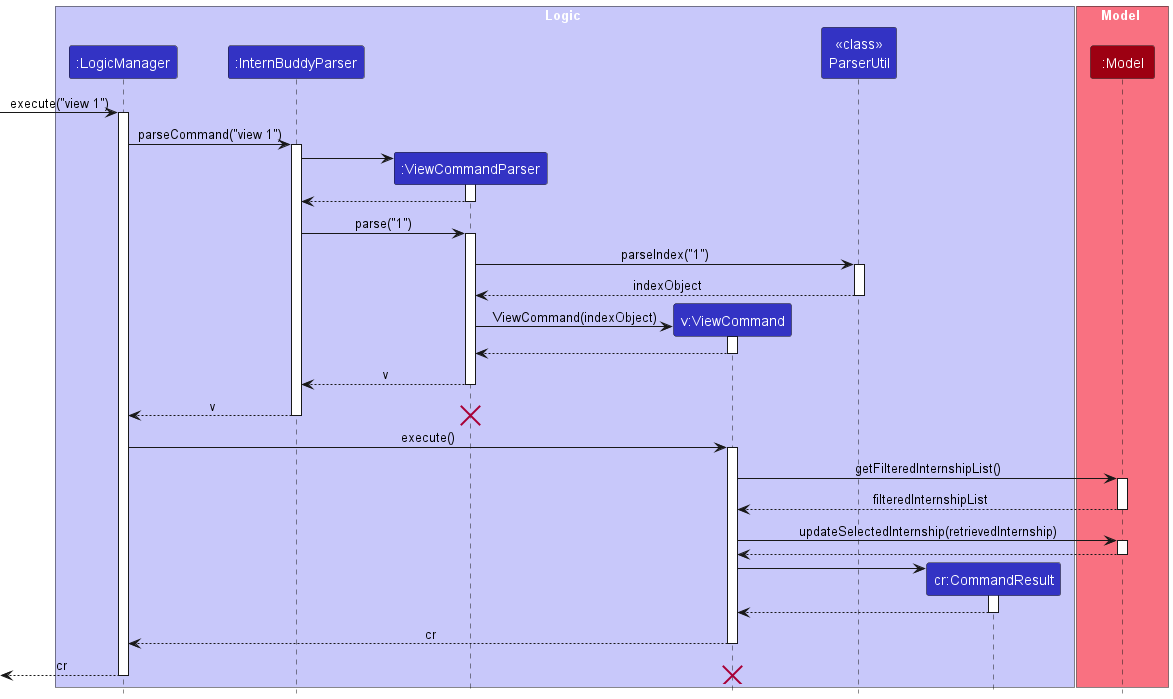 Logic
Model
«class»
ParserUtil
:LogicManager
:InternBuddyParser
:Model
execute("view 1")
parseCommand("view 1")
:ViewCommandParser
parse("1")
parseIndex("1")
indexObject
ViewCommand(indexObject)
v:ViewCommand
v
v
execute()
getFilteredInternshipList()
filteredInternshipList
updateSelectedInternship(retrievedInternship)
cr:CommandResult
cr
cr